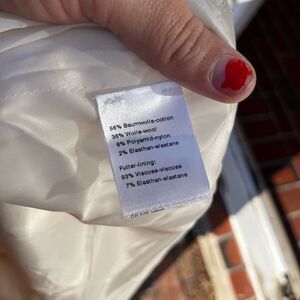 56% Baumwolle-cotton
36% Wolle-wool
6% Polyamid-nylon
2% Elasthan-elastane
Futter-lining:
93% Viscose-viscose
7% Elasthan-elastane